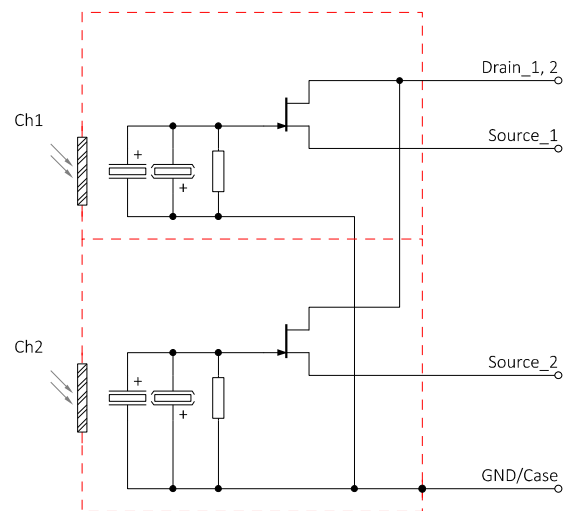 Drain_1, 2
Ch1
Source_1
+
+
Ch2
Source_2
+
+
GND/Case